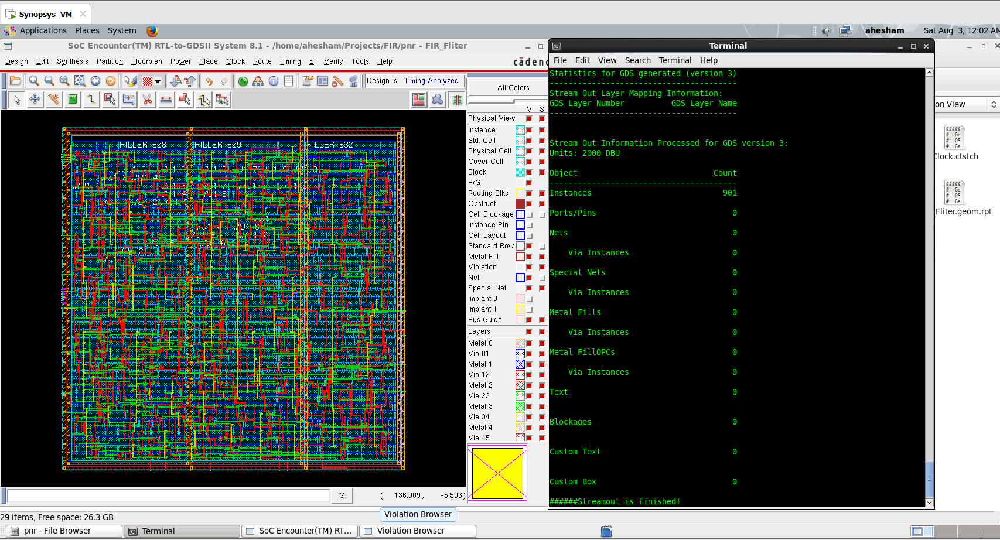 Synopsys_VM
Applications Places System
ahesham Sat Aug 3, 12:02 AM
SoC Encounter(TM) RTL-to-GDSII System 8.1 - /home/ahesham/Projects/FIR/pnr - FIR_Fliter
Design Edit Synthesis Partition Floorplan Power Place Clock Route Timing SI Verify Tools Help
cādenc
Design is: Timing Analyzed
All Colors
V S
Physical View
Instance
Std. Cell
Physical Cell
Cover Cell
Block
P/G
Routing Blkg
Obstruct
Cell Blockage
Instance Pin
Cell Layout
Standard Row
Metal Fill
Violation
Net
Special Net
Implant 0
Implant 1
Bus Guide
Layers
Metal 0
Via 01
Metal 1
Via 12
Metal 2
Via 23
Metal 3
Via 34
Metal 4
Via 45
FILLER 528 FILLER 529 FILLER 532
Q
( 136.909, -5.596)
Terminal
File Edit View Search Terminal Help
Statistics for GDS generated (version 3)
----------------------------------------
Stream Out Layer Mapping Information:
GDS Layer Number GDS Layer Name
----------------------------------------
Stream Out Information Processed for GDS version 3:
Units: 2000 DBU
Object Count
----------------------------------------
Instances 901
Ports/Pins 0
Nets 0
Via Instances 0
Special Nets 0
Via Instances 0
Metal Fills 0
Via Instances 0
Metal FillOPCs 0
Via Instances 0
Text 0
Blockages 0
Custom Text 0
Custom Box 0
######Streamout is finished!
on View
#####
# Ge
# OS
# Ge
Clock.ctstch
#####
# Ge
# OS
# Ge
_Fliter.geom.rpt
29 items, Free space: 26.3 GB
Violation Browser
pnr - File Browser
Terminal
SoC Encounter(TM) RT...
Violation Browser